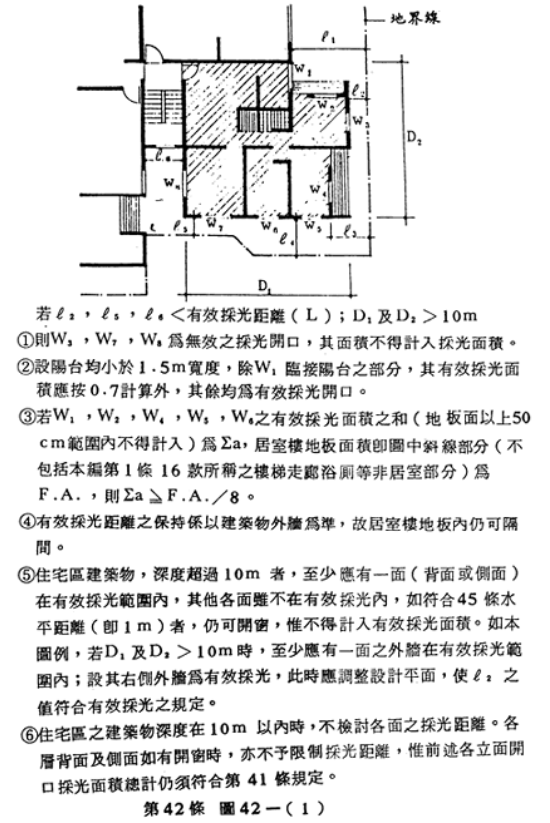 地界線
ℓ₁
W₁
ℓ₂
W₂
W₃
D₂
ℓ₆
W₈
W₄
ℓ₅
W₇
W₆
W₅
ℓ₄
ℓ₃
D₁
若ℓ₂，ℓ₅，ℓ₆＜有效採光距離（L）；D₁及D₂＞10m
①則W₃，W₇，W₈為無效之採光開口，其面積不得計入採光面積。
②設陽台均小於1.5m寬度，除W₁臨接陽台之部分，其有效採光面
積應按0.7計算外，其餘均為有效採光開口。
③若W₁，W₂，W₄，W₅，W₆之有效採光面積之和（地板面以上50
cm範圍內不得計入）為Σa，居室樓地板面積卽圖中斜線部分（不
包括本編第1條16款所稱之樓梯走廊浴厠等非居室部分）為
F.A.，則Σa≧F.A.／8。
④有效採光距離之保持係以建築物外牆為準，故居室樓地板內仍可隔
間。
⑤住宅區建築物，深度超過10m者，至少應有一面（背面或側面）
在有效採光範圍內，其他各面雖不在有效採光內，如符合45條水
平距離（卽1m）者，仍可開窗，惟不得計入有效採光面積。如本
圖例，若D₁及D₂＞10m時，至少應有一面之外牆在有效採光範
圍內；設其右側外牆為有效採光，此時應調整設計平面，使ℓ₂之
值符合有效採光之規定。
⑥住宅區之建築物深度在10m以內時，不檢討各面之採光距離。各
層背面及側面如有開窗時，亦不予限制採光距離，惟前述各立面開
口採光面積總計仍須符合第41條規定。
第42條 圖42－（1）